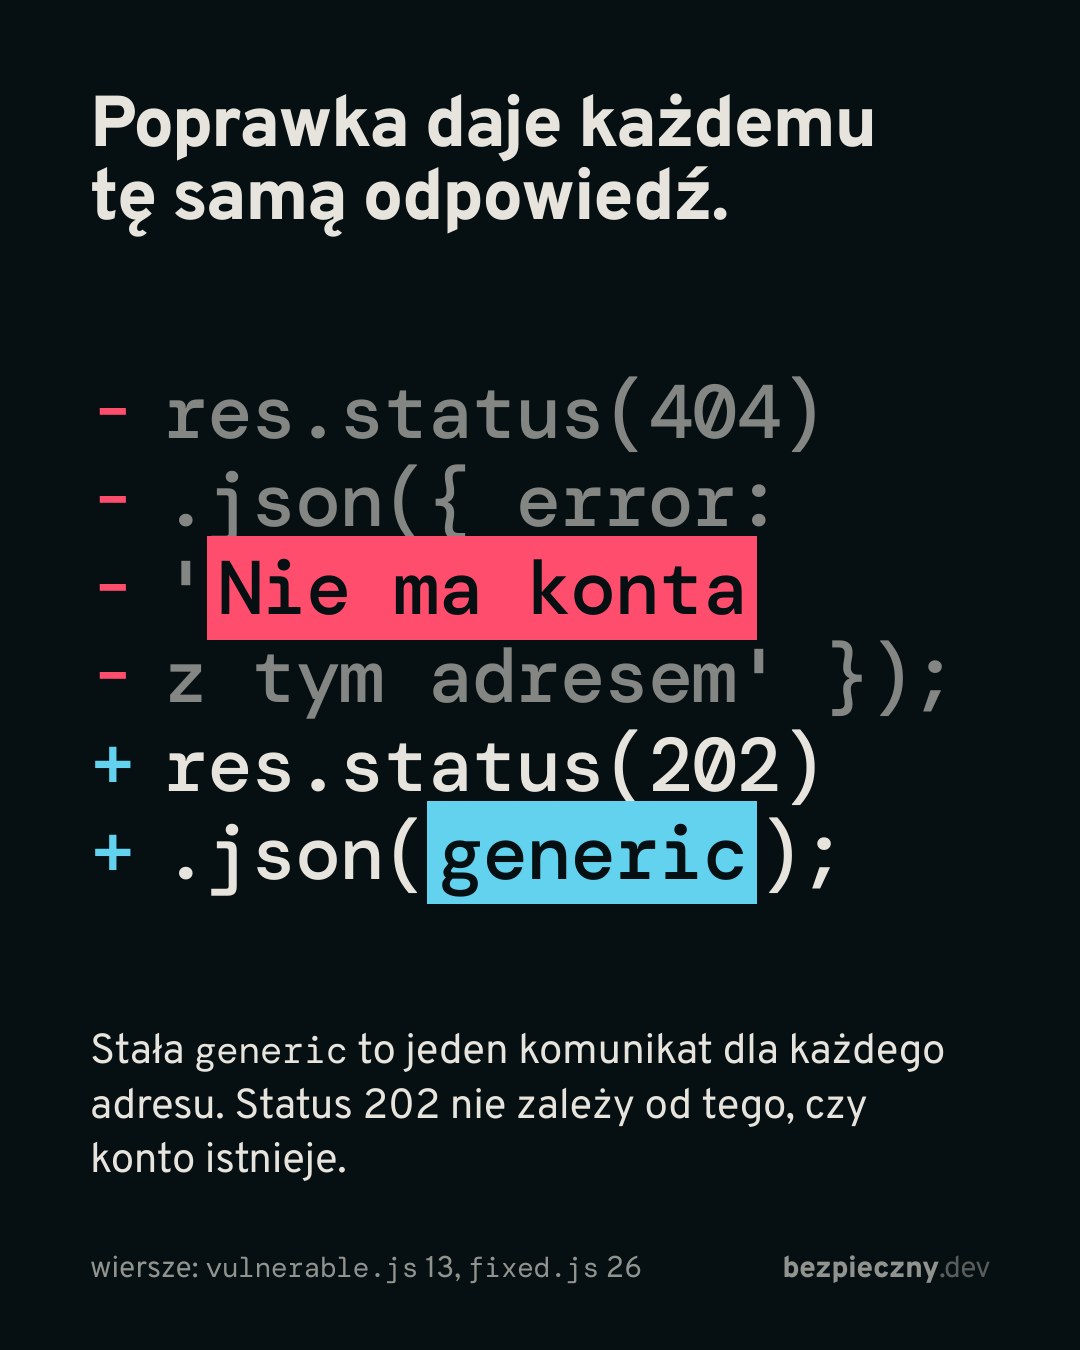 Poprawka daje każdemu
tę samą odpowiedź.
- res.status(404)
- .json({ error:
- 'Nie ma konta
- z tym adresem' });
+ res.status(202)
+ .json(generic);
Stała generic to jeden komunikat dla każdego
adresu. Status 202 nie zależy od tego, czy
konto istnieje.
wiersze: vulnerable.js 13, fixed.js 26
bezpieczny.dev